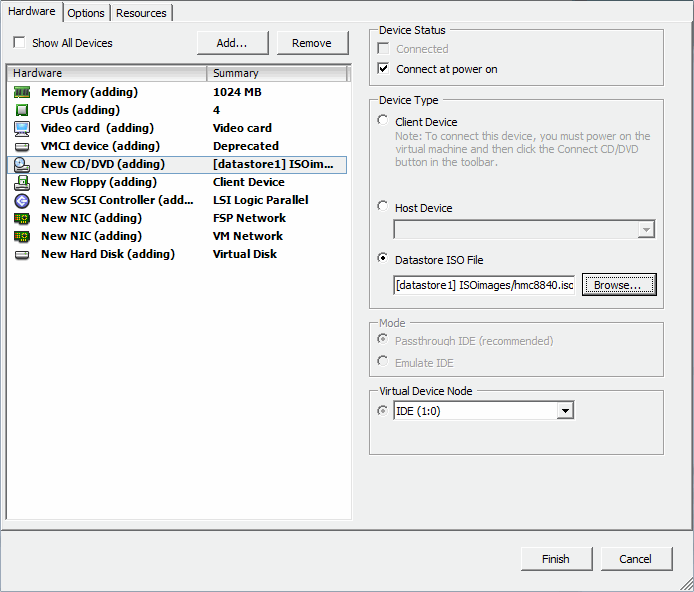 Hardware Options Resources
Show All Devices Add... Remove
Hardware Summary
Memory (adding) 1024 MB
CPUs (adding) 4
Video card (adding) Video card
VMCI device (adding) Deprecated
New CD/DVD (adding) [datastore1] ISOim...
New Floppy (adding) Client Device
New SCSI Controller (add... LSI Logic Parallel
New NIC (adding) FSP Network
New NIC (adding) VM Network
New Hard Disk (adding) Virtual Disk
Device Status
Connected
Connect at power on
Device Type
Client Device
Note: To connect this device, you must power on the
virtual machine and then click the Connect CD/DVD
button in the toolbar.
Host Device
Datastore ISO File
[datastore1] ISOimages/hmc8840.iso Browse...
Mode
Passthrough IDE (recommended)
Emulate IDE
Virtual Device Node
IDE (1:0)
Finish Cancel